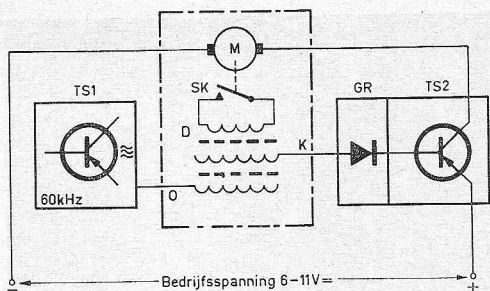 M
SK
TS1
GR
TS2
D
K
60kHz
O
Bedrijfsspanning 6-11V=
- +